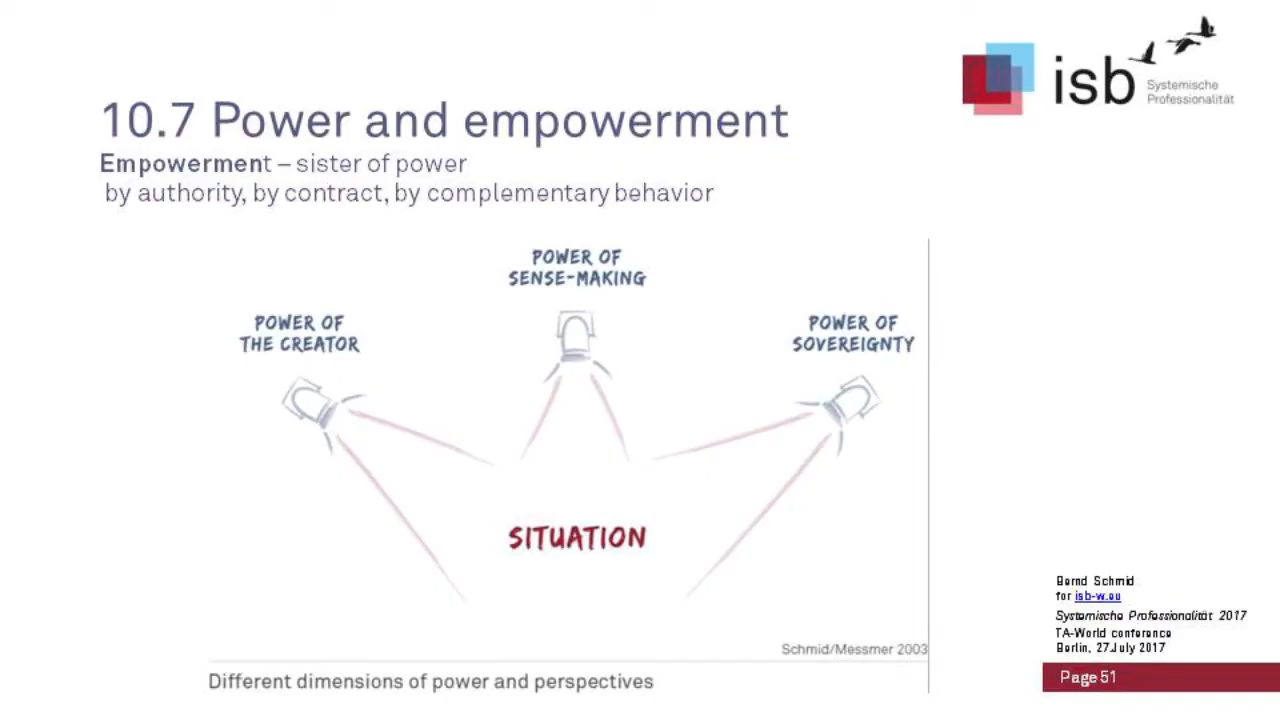 isb
Systemische
Professionalität
10.7 Power and empowerment
Empowerment – sister of power
by authority, by contract, by complementary behavior
POWER OF
SENSE-MAKING
POWER OF
THE CREATOR
POWER OF
SOVEREIGNTY
SITUATION
Schmid/Messmer 2003
Different dimensions of power and perspectives
Bernd Schmid
for isb-w.eu
Systemische Professionalität 2017
TA-World conference
Berlin, 27.July 2017
Page 51